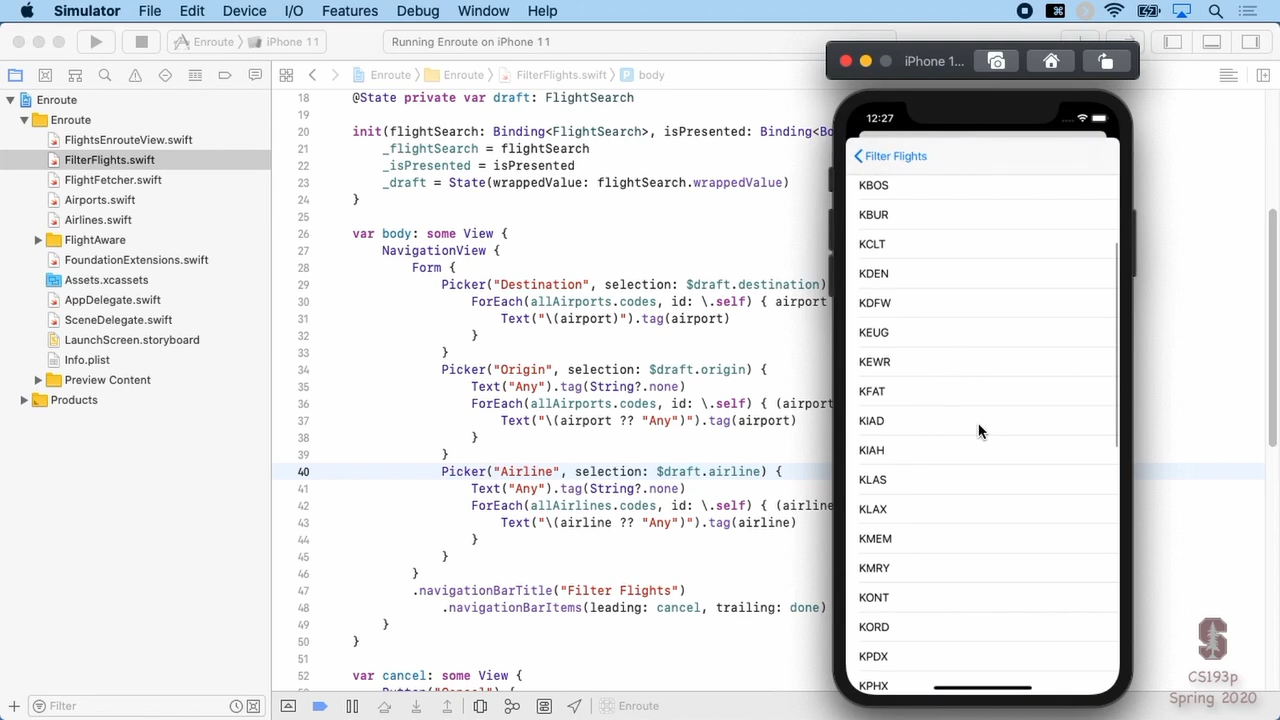 Simulator File Edit Device I/O Features Debug Window Help
Enroute iPhone 11
Running Enroute on iPhone 11
Enroute Enroute FilterFlights.swift body
Enroute
Enroute
FlightsEnrouteView.swift
FilterFlights.swift
FlightFetcher.swift
Airports.swift
Airlines.swift
FlightAware
FoundationExtensions.swift
Assets.xcassets
AppDelegate.swift
SceneDelegate.swift
LaunchScreen.storyboard
Info.plist
Preview Content
Products
Filter
18 @State private var draft: FlightSearch
19
20 init(flightSearch: Binding<FlightSearch>, isPresented: Binding<Bo
21 _flightSearch = flightSearch
22 _isPresented = isPresented
23 _draft = State(wrappedValue: flightSearch.wrappedValue)
24 }
25
26 var body: some View {
27 NavigationView {
28 Form {
29 Picker("Destination", selection: $draft.destination)
30 ForEach(allAirports.codes, id: \.self) { airport
31 Text("\(airport)").tag(airport)
32 }
33 }
34 Picker("Origin", selection: $draft.origin) {
35 Text("Any").tag(String?.none)
36 ForEach(allAirports.codes, id: \.self) { (airport
37 Text("\(airport ?? "Any")").tag(airport)
38 }
39 }
40 Picker("Airline", selection: $draft.airline) {
41 Text("Any").tag(String?.none)
42 ForEach(allAirlines.codes, id: \.self) { (airline
43 Text("\(airline ?? "Any")").tag(airline)
44 }
45 }
46 }
47 .navigationBarTitle("Filter Flights")
48 .navigationBarItems(leading: cancel, trailing: done)
49 }
50 }
51
52 var cancel: some View {
Button("Cancel") {
Enroute
iPhone 1...
12:27
Filter Flights
KBOS
KBUR
KCLT
KDEN
KDFW
KEUG
KEWR
KFAT
KIAD
KIAH
KLAS
KLAX
KMEM
KMRY
KONT
KORD
KPDX
KPHX
CS193p
Spring 2020